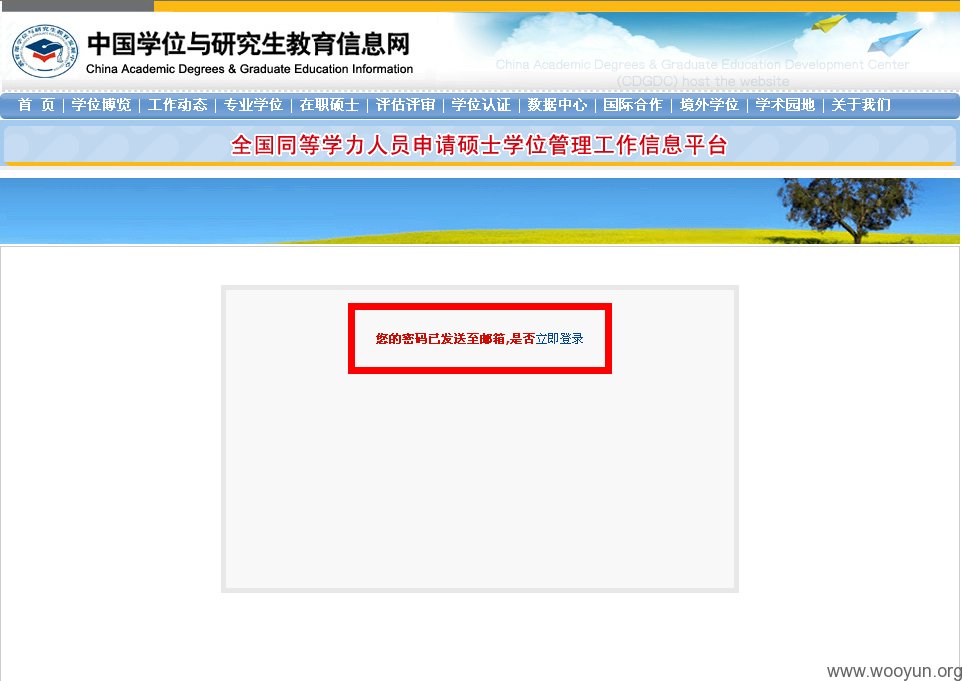 中国学位与研究生教育信息网
China Academic Degrees & Graduate Education Information
China Academic Degrees & Graduate Education Development Center
(CDGDC) host the website
首 页 | 学位博览 | 工作动态 | 专业学位 | 在职硕士 | 评估评审 | 学位认证 | 数据中心 | 国际合作 | 境外学位 | 学术园地 | 关于我们
全国同等学力人员申请硕士学位管理工作信息平台
您的密码已发送至邮箱,是否立即登录
www.wooyun.org